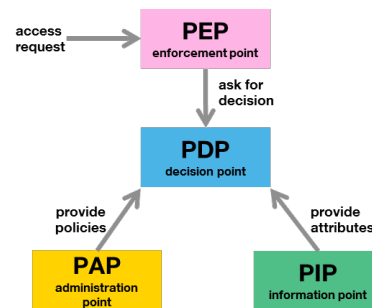 access
request
PEP
enforcement point
ask for
decision
PDP
decision point
provide
policies
provide
attributes
PAP
administration
point
PIP
information point